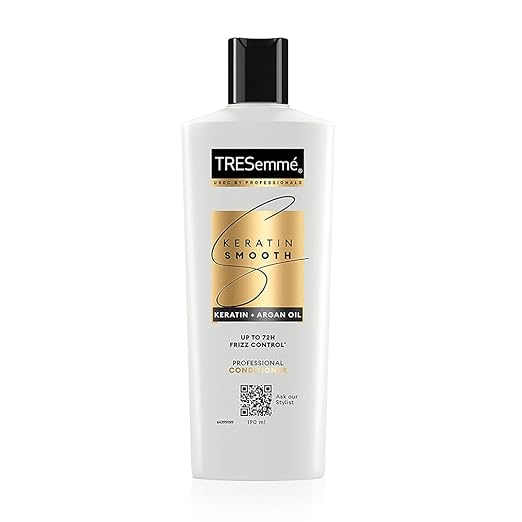 TRESemmé®
USED BY PROFESSIONALS
KERATIN
SMOOTH
KERATIN + ARGAN OIL
UP TO 72H
FRIZZ CONTROL*
PROFESSIONAL
CONDITIONER
Ask our
Stylist
190 ml